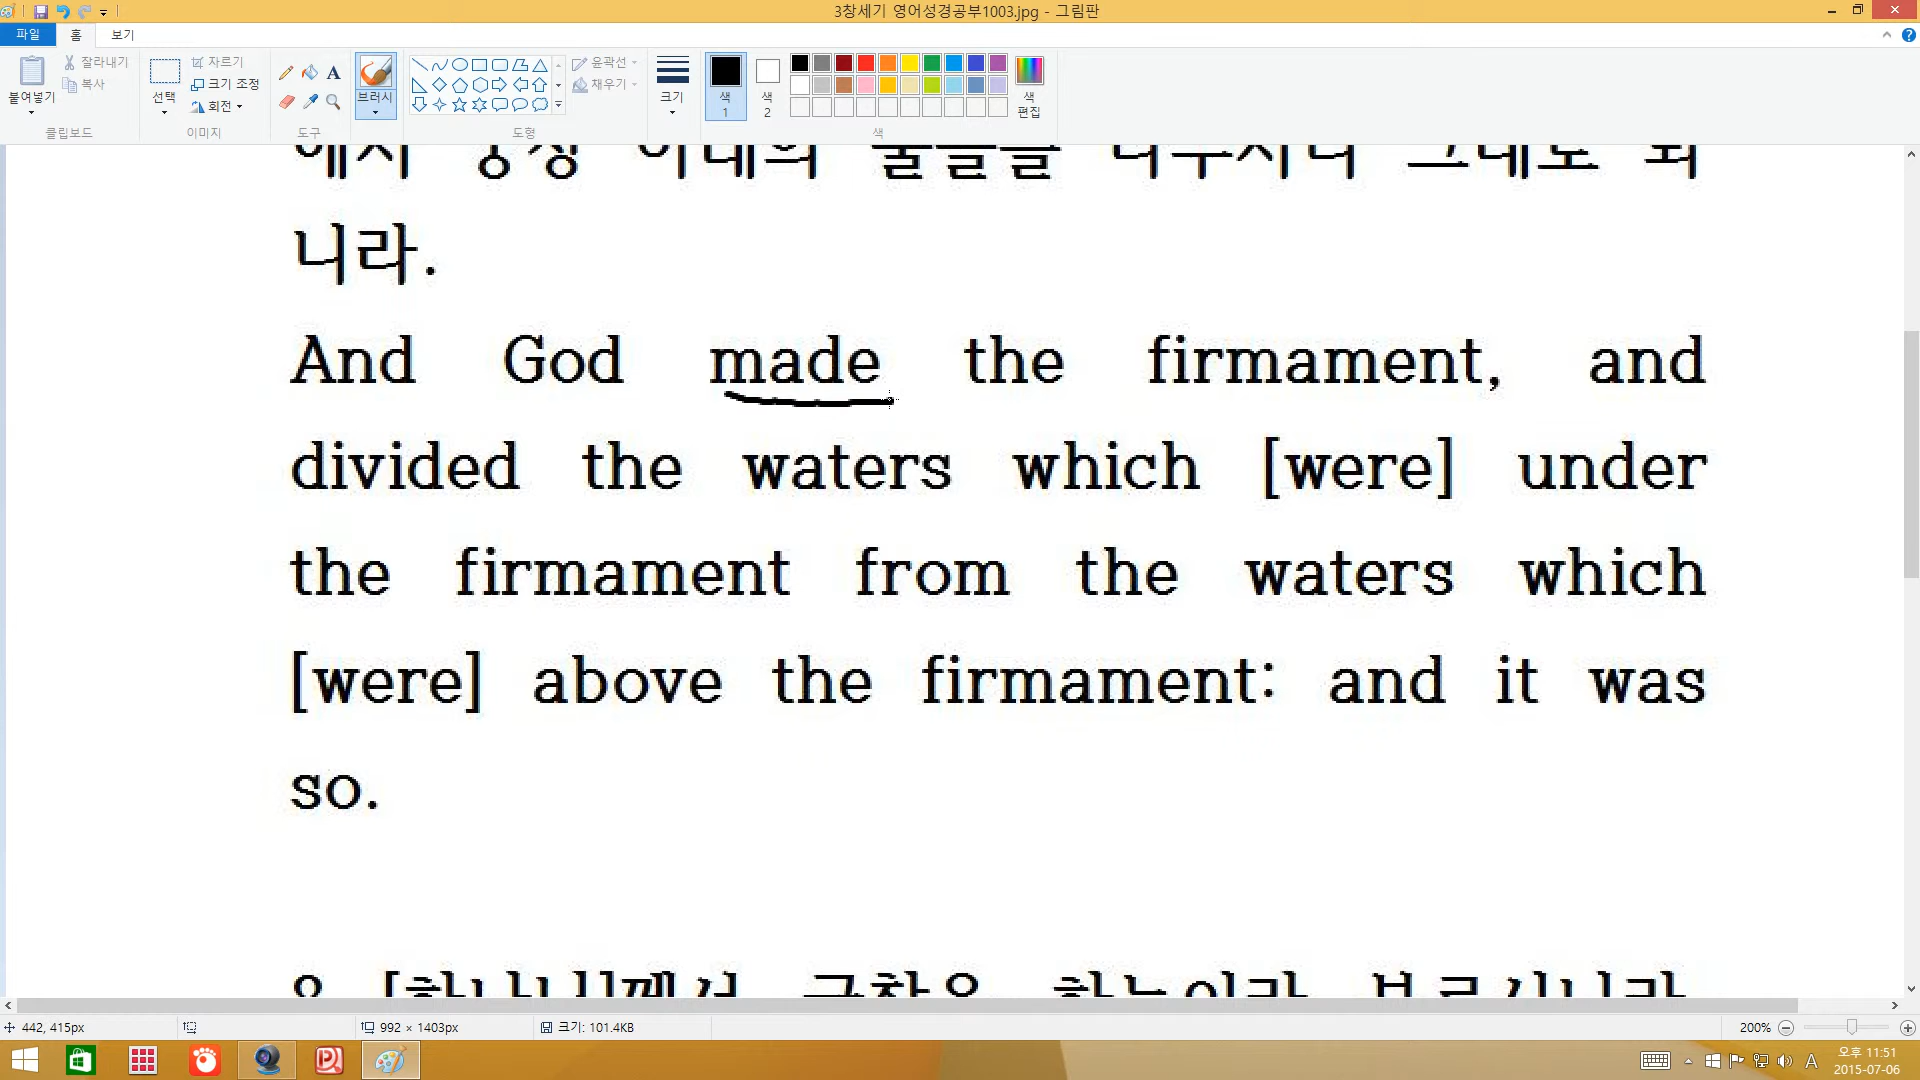 3창세기 영어성경공부1003.jpg - 그림판
파일 홈 보기
붙여넣기
잘라내기
복사
클립보드
선택
크기 조정
자르기
회전
이미지
도구
브러시
윤곽선
채우기
도형
크기
색 1
색 2
색 편집
색
니라.
And God made the firmament, and
divided the waters which [were] under
the firmament from the waters which
[were] above the firmament: and it was
so.
442, 415px
992 × 1403px
크기: 101.4KB
200%
A
오후 11:51
2015-07-06